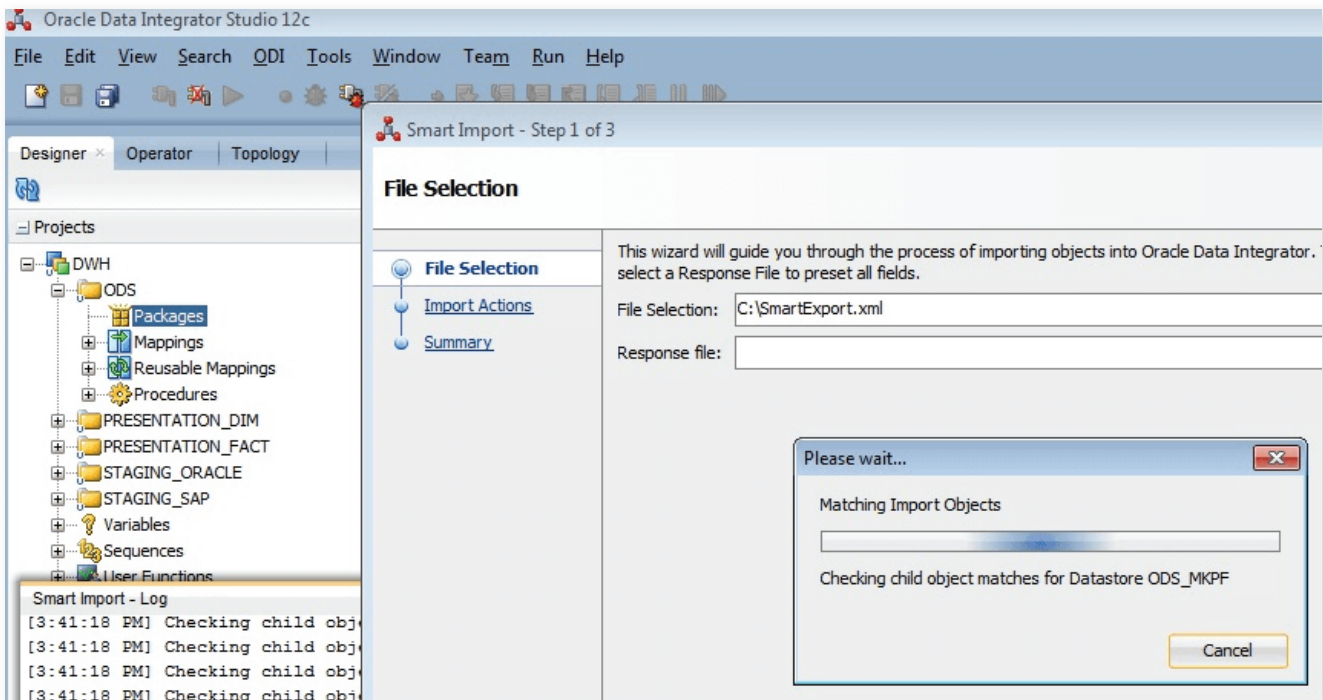 Oracle Data Integrator Studio 12c
File Edit View Search ODI Tools Window Team Run Help
Smart Import - Step 1 of 3
Designer Operator Topology
File Selection
Projects
This wizard will guide you through the process of importing objects into Oracle Data Integrator.
select a Response File to preset all fields.
File Selection
Import Actions
Summary
File Selection: C:\SmartExport.xml
Response file:
DWH
ODS
Packages
Mappings
Reusable Mappings
Procedures
PRESENTATION_DIM
PRESENTATION_FACT
STAGING_ORACLE
STAGING_SAP
Variables
Sequences
User Functions
Please wait...
Matching Import Objects
Checking child object matches for Datastore ODS_MKPF
Cancel
Smart Import - Log
[3:41:18 PM] Checking child obj
[3:41:18 PM] Checking child obj
[3:41:18 PM] Checking child obj
[3:41:18 PM] Checking child obj